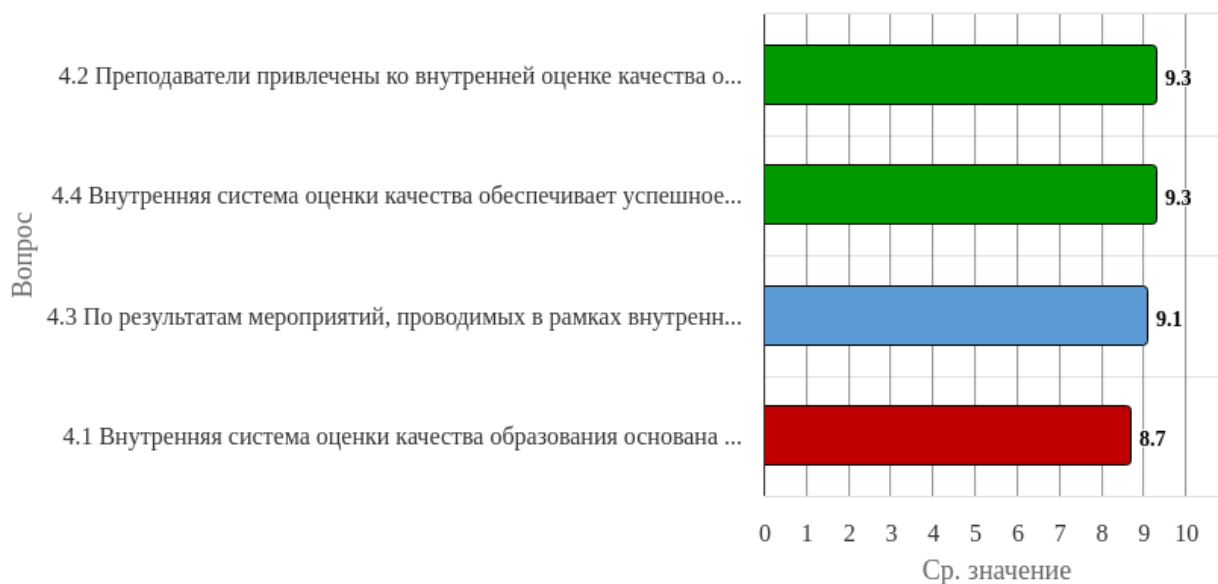 4.2 Преподаватели привлечены ко внутренней оценке качества о...
9.3
4.4 Внутренняя система оценки качества обеспечивает успешное...
9.3
Вопрос
4.3 По результатам мероприятий, проводимых в рамках внутренн...
9.1
4.1 Внутренняя система оценки качества образования основана ...
8.7
0 1 2 3 4 5 6 7 8 9 10
Ср. значение